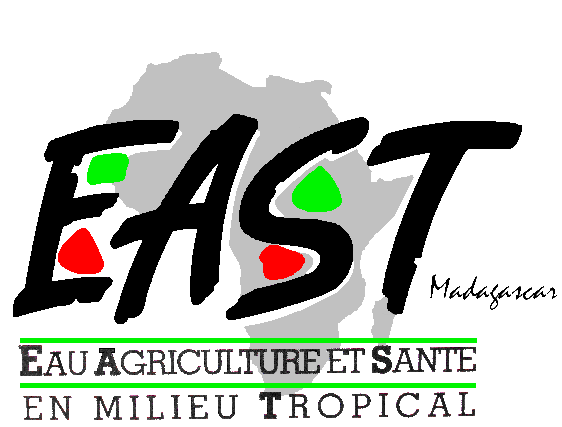 EAST
Madagascar
EAU AGRICULTURE ET SANTE
EN MILIEU TROPICAL